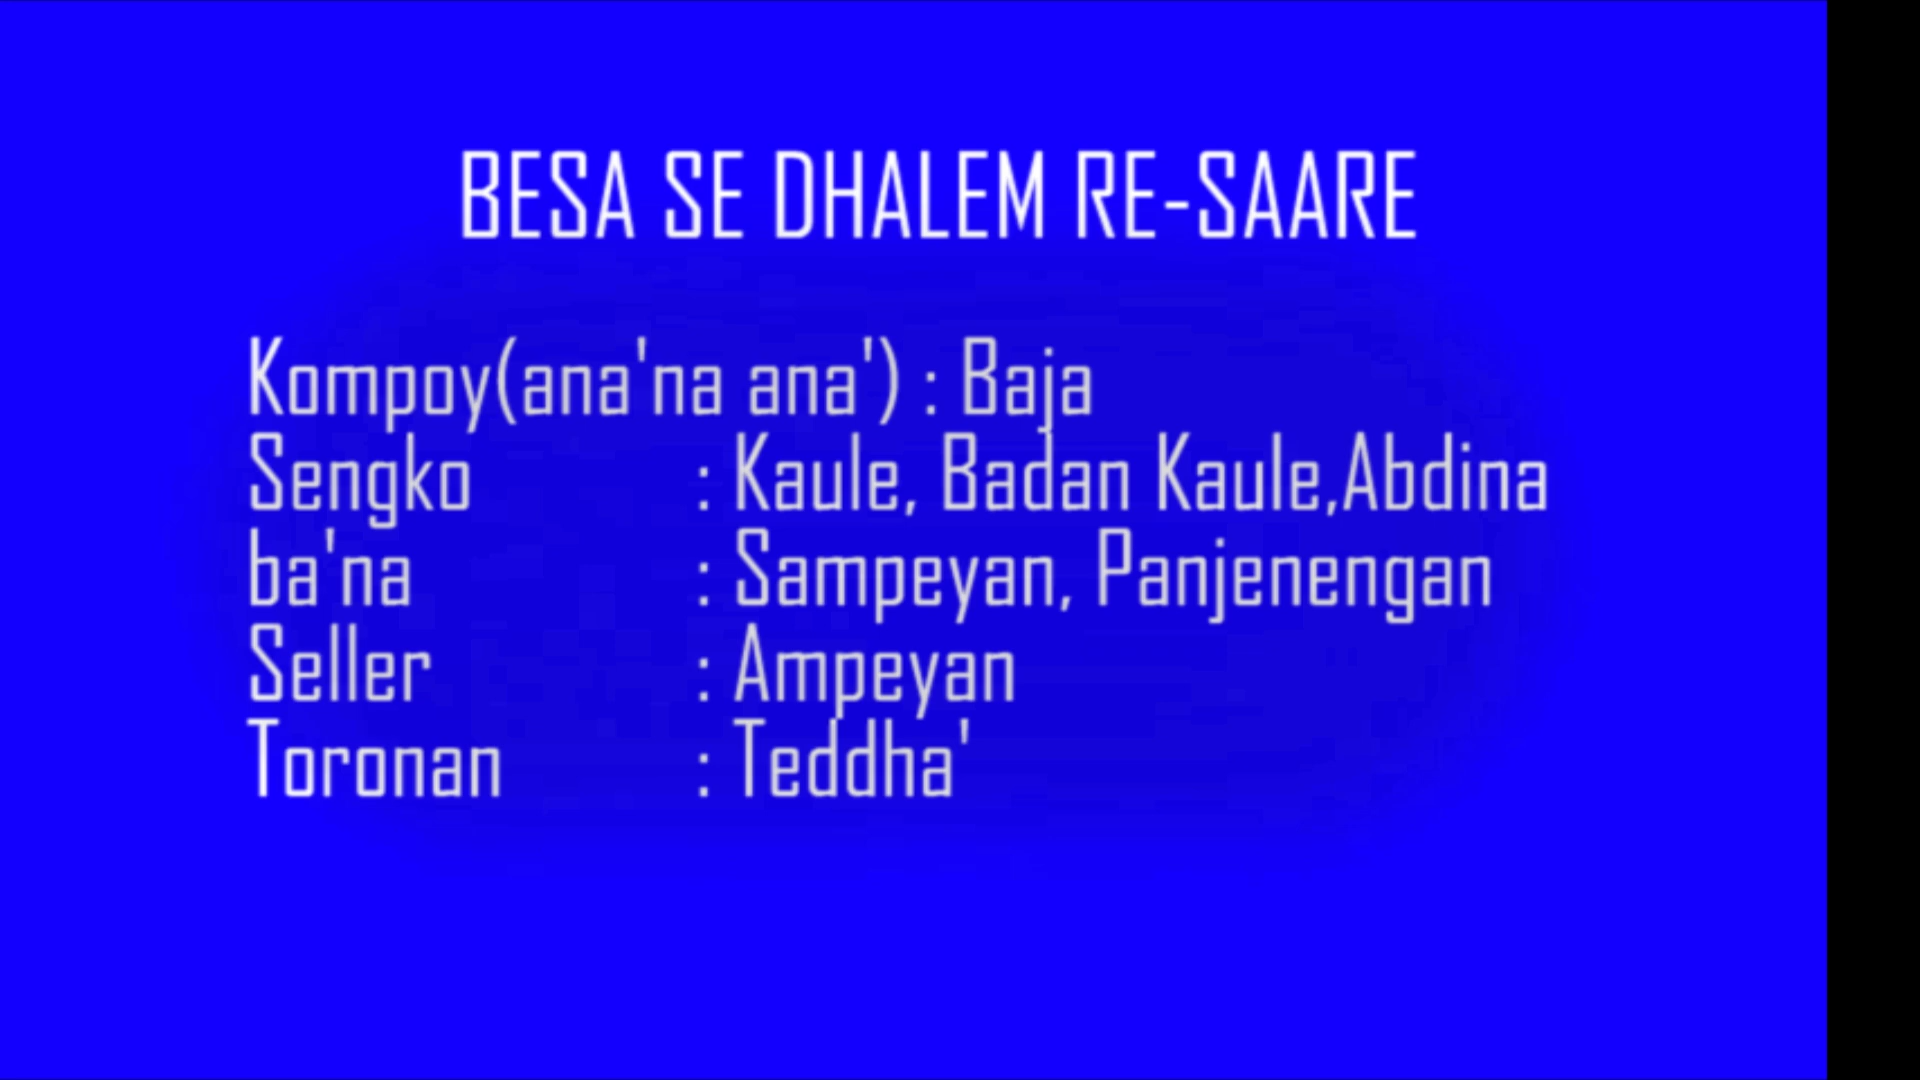 BESA SE DHALEM RE-SAARE
Kompoy(ana'na ana') : Baja
Sengko : Kaule, Badan Kaule,Abdina
ba'na : Sampeyan, Panjenengan
Seller : Ampeyan
Toronan : Teddha'